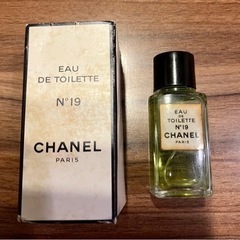 EAU
DE TOILETTE
N°19
CHANEL
PARIS
EAU
DE
TOILETTE
N°19
CHANEL
PARIS